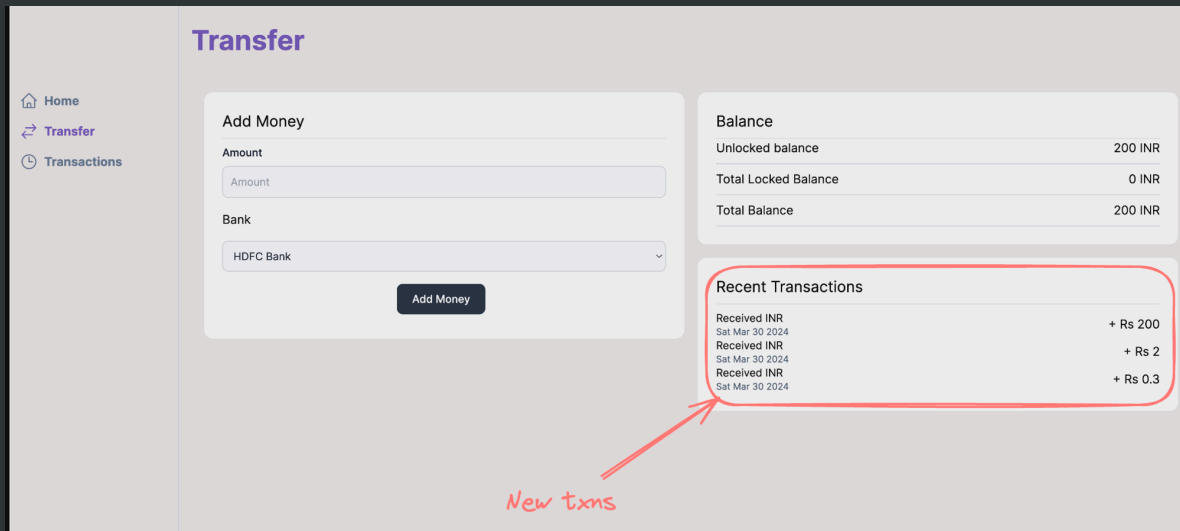 Transfer
Home
Transfer
Transactions
Add Money
Amount
Amount
Bank
HDFC Bank
Add Money
Balance
Unlocked balance 200 INR
Total Locked Balance 0 INR
Total Balance 200 INR
Recent Transactions
Received INR
Sat Mar 30 2024
+ Rs 200
Received INR
Sat Mar 30 2024
+ Rs 2
Received INR
Sat Mar 30 2024
+ Rs 0.3
New txns